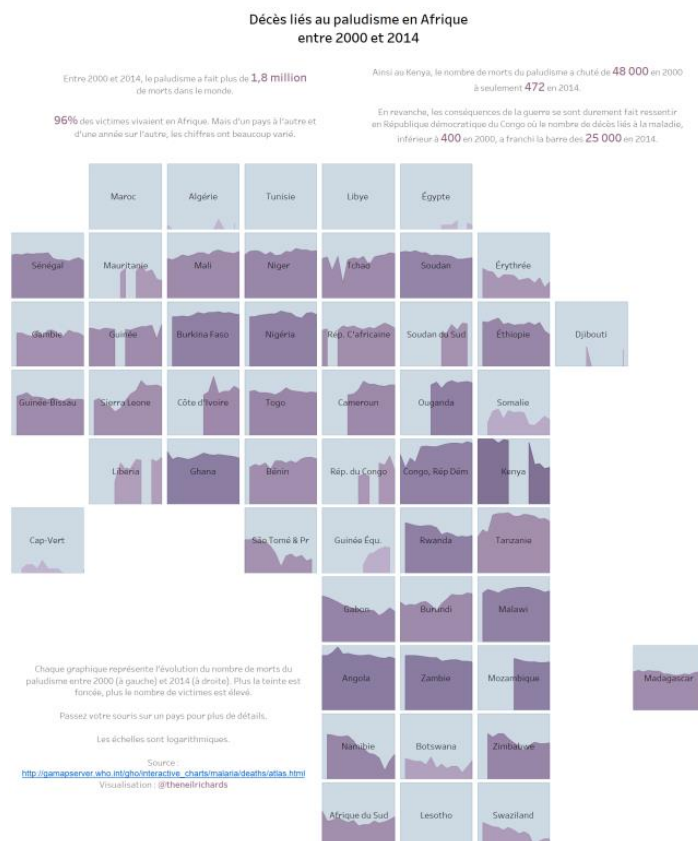 Décès liés au paludisme en Afrique
entre 2000 et 2014
Entre 2000 et 2014, le paludisme a fait plus de 1,8 million
de morts dans le monde.
96% des victimes vivaient en Afrique. Mais d'un pays à l'autre et
d'une année sur l'autre, les chiffres ont beaucoup varié.
Ainsi au Kenya, le nombre de morts du paludisme a chuté de 48 000 en 2000
à seulement 472 en 2014.
En revanche, les conséquences de la guerre se sont durement fait ressentir
en République démocratique du Congo où le nombre de décès liés à la maladie,
inférieur à 400 en 2000, a franchi la barre des 25 000 en 2014.
Maroc
Algérie
Tunisie
Libye
Égypte
Sénégal
Mauritanie
Mali
Niger
Tchad
Soudan
Érythrée
Gambie
Guinée
Burkina Faso
Nigéria
Rép. C'africaine
Soudan du Sud
Éthiopie
Djibouti
Guinée-Bissau
Sierra Leone
Côte d'Ivoire
Togo
Cameroun
Ouganda
Somalie
Libéria
Ghana
Bénin
Rép. du Congo
Congo, Rép Dém
Kenya
Cap-Vert
São Tomé & Pr
Guinée Équ.
Rwanda
Tanzanie
Gabon
Burundi
Malawi
Chaque graphique représente l'évolution du nombre de morts du
paludisme entre 2000 (à gauche) et 2014 (à droite). Plus la teinte est
foncée, plus le nombre de victimes est élevé.
Passez votre souris sur un pays pour plus de détails.
Les échelles sont logarithmiques.
Source :
http://gamapserver.who.int/gho/interactive_charts/malaria/deaths/atlas.html
Visualisation : @theneilrichards
Angola
Zambie
Mozambique
Madagascar
Namibie
Botswana
Zimbabwe
Afrique du Sud
Lesotho
Swaziland